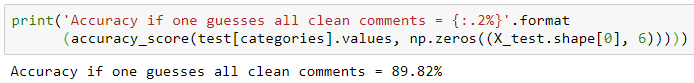 print('Accuracy if one guesses all clean comments = {:.2%}'.format
(accuracy_score(test[categories].values, np.zeros((X_test.shape[0], 6)))))
Accuracy if one guesses all clean comments = 89.82%